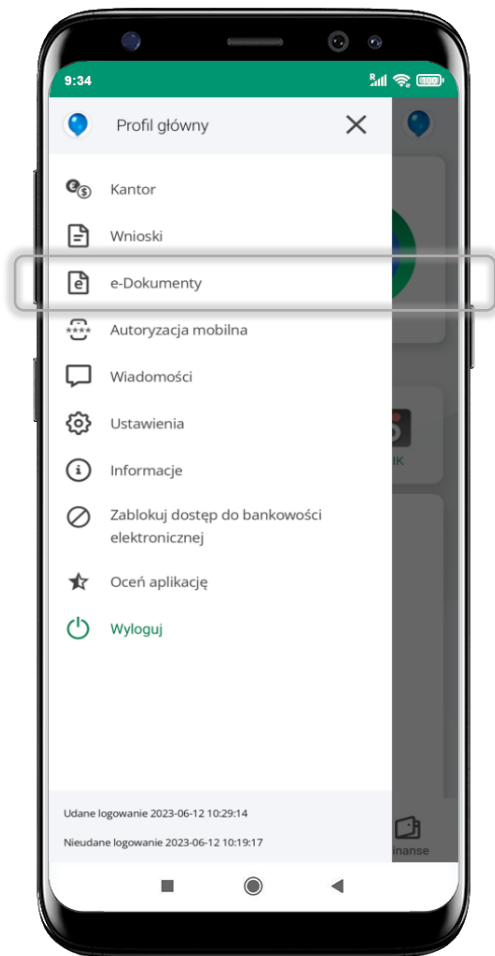 9:34
Profil główny
Kantor
Wnioski
e-Dokumenty
Autoryzacja mobilna
Wiadomości
Ustawienia
Informacje
Zablokuj dostęp do bankowości
elektronicznej
Oceń aplikację
Wyloguj
Udane logowanie 2023-06-12 10:29:14
Nieudane logowanie 2023-06-12 10:19:17